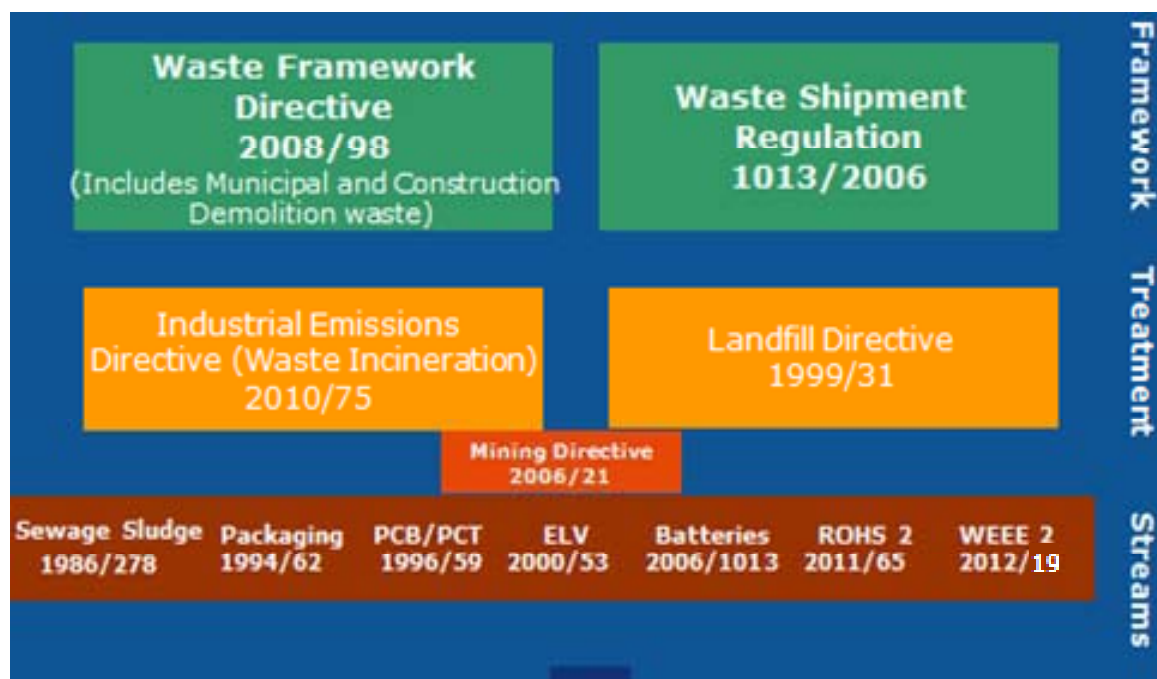 Waste Framework
Directive
2008/98
(Includes Municipal and Construction
Demolition waste)
Waste Shipment
Regulation
1013/2006
Framework
Industrial Emissions
Directive (Waste Incineration)
2010/75
Landfill Directive
1999/31
Treatment
Mining Directive
2006/21
Sewage Sludge
1986/278
Packaging
1994/62
PCB/PCT
1996/59
ELV
2000/53
Batteries
2006/1013
ROHS 2
2011/65
WEEE 2
2012/19
Streams